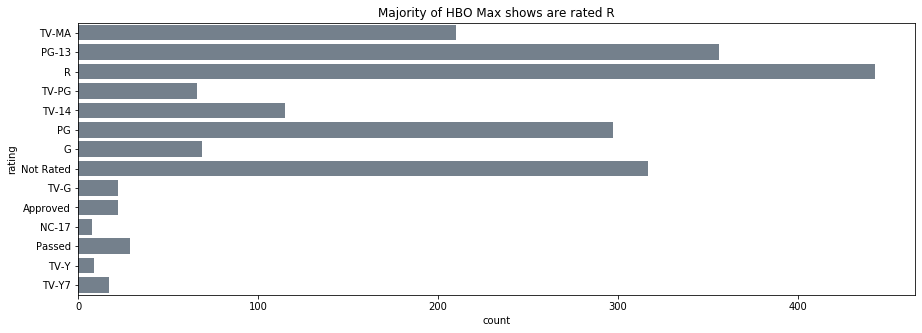 Majority of HBO Max shows are rated R
rating
TV-MA
PG-13
R
TV-PG
TV-14
PG
G
Not Rated
TV-G
Approved
NC-17
Passed
TV-Y
TV-Y7
0 100 200 300 400
count